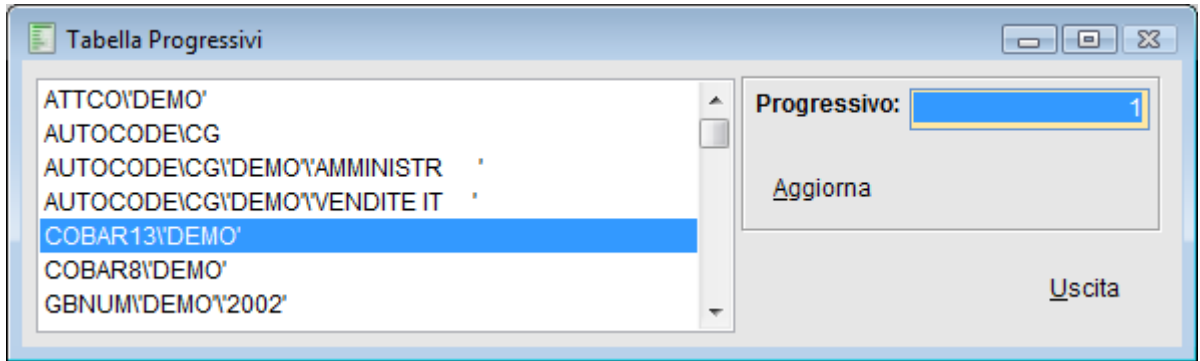 Tabella Progressivi
ATTCO\'DEMO'
AUTOCODE\CG
AUTOCODE\CG\'DEMO'\'AMMINISTR '
AUTOCODE\CG\'DEMO'\'VENDITE IT '
COBAR13\'DEMO'
COBAR8\'DEMO'
GBNUM\'DEMO'\'2002'
Progressivo: 1
Aggiorna
Uscita